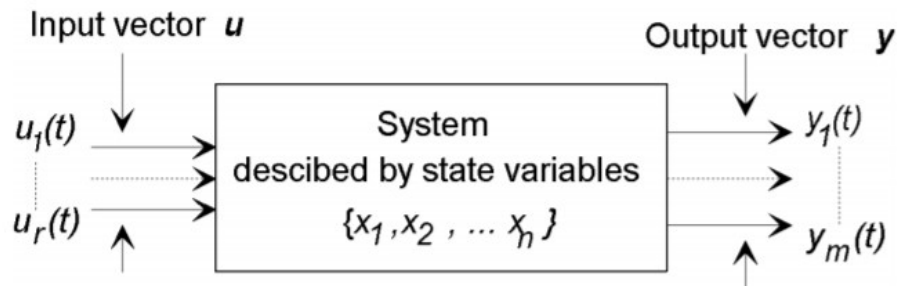 Input vector u
Output vector y
u1(t)
System
y1(t)
descibed by state variables
ur(t)
{x1 ,x2 , ... xn }
ym(t)